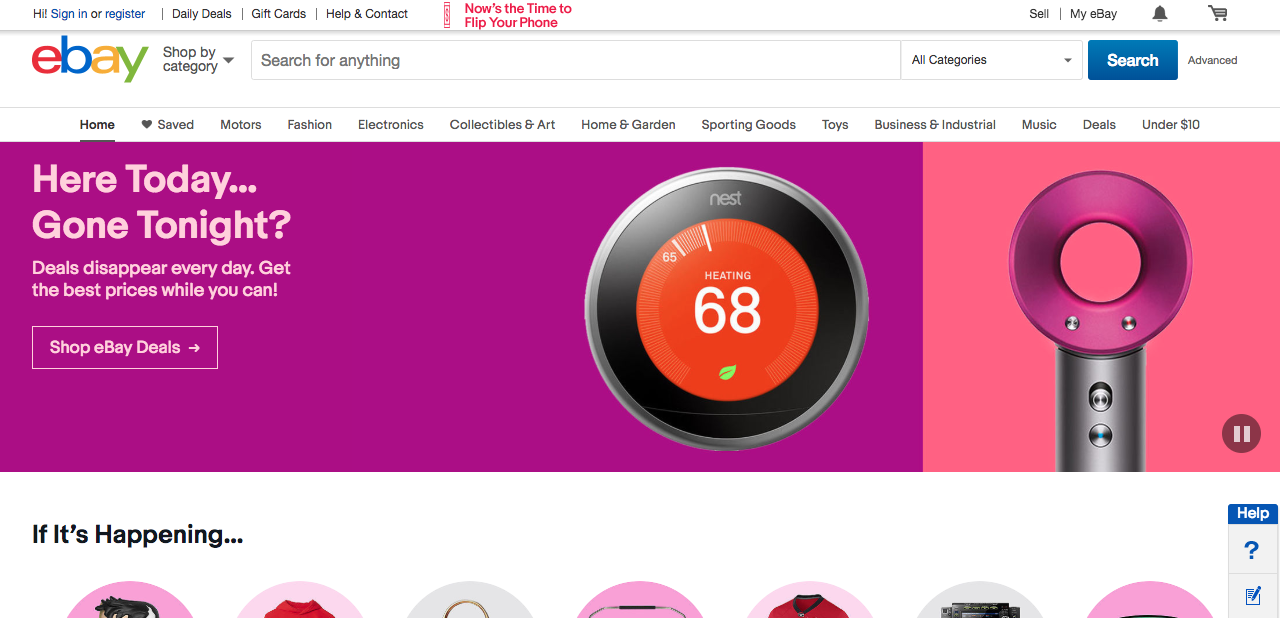 Hi! Sign in or register
Daily Deals
Gift Cards
Help & Contact
Now's the Time to
Flip Your Phone
Sell
My eBay
ebay
Shop by
category
Search for anything
All Categories
Search
Advanced
Home
Saved
Motors
Fashion
Electronics
Collectibles & Art
Home & Garden
Sporting Goods
Toys
Business & Industrial
Music
Deals
Under $10
Here Today...
Gone Tonight?
Deals disappear every day. Get
the best prices while you can!
Shop eBay Deals →
nest
65
HEATING
68
If It's Happening...
Help
?